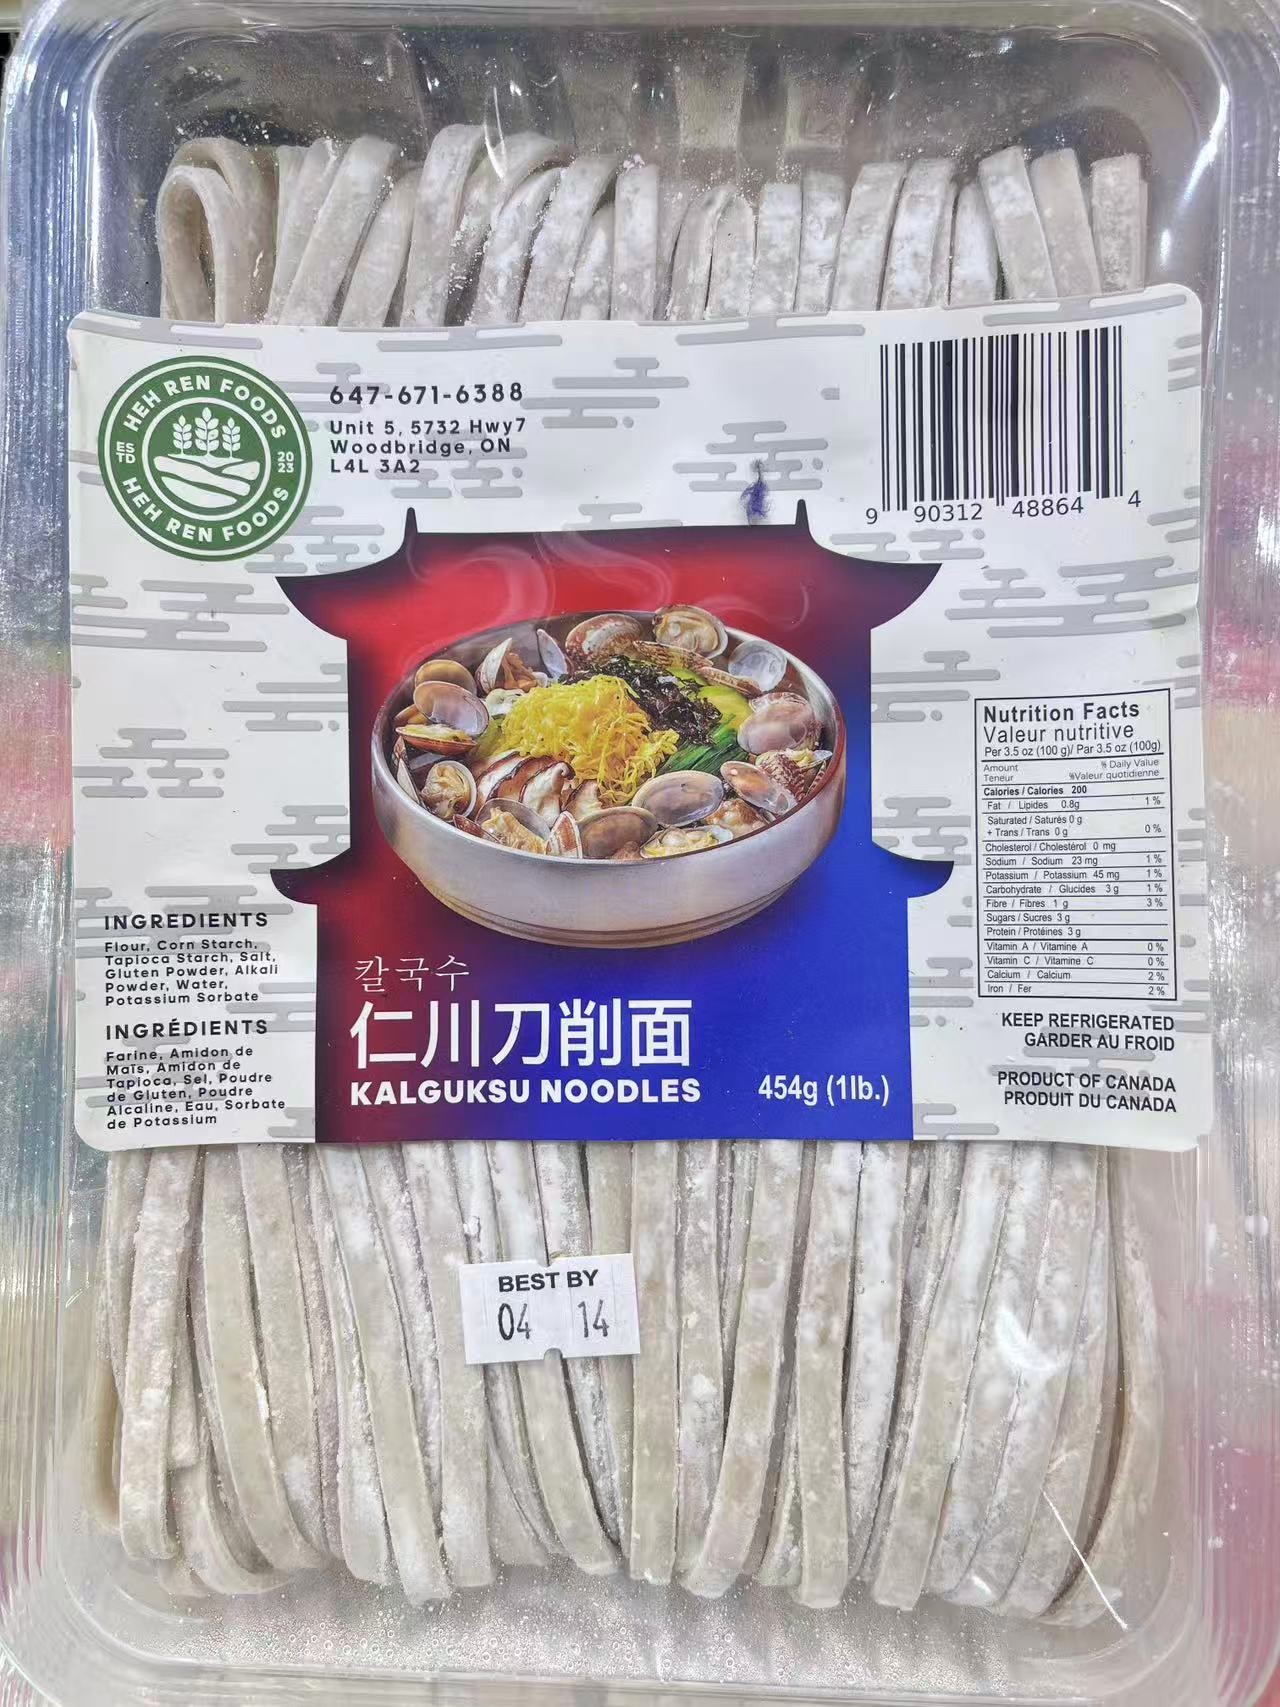 HEH REN FOODS
ESTD 2023
HEH REN FOODS
647-671-6388
Unit 5, 5732 Hwy7
Woodbridge, ON
L4L 3A2
9 90312 48864 4
Nutrition Facts
Valeur nutritive
Per 3.5 oz (100 g)/ Par 3.5 oz (100g)
Amount % Daily Value
Teneur %Valeur quotidienne
Calories / Calories 200
Fat / Lipides 0.8g 1 %
Saturated / Saturés 0 g
+ Trans / Trans 0 g 0 %
Cholesterol / Cholestérol 0 mg
Sodium / Sodium 23 mg 1 %
Potassium / Potassium 45 mg 1 %
Carbohydrate / Glucides 3 g 1 %
Fibre / Fibres 1 g 3 %
Sugars / Sucres 3 g
Protein / Protéines 3 g
Vitamin A / Vitamine A 0 %
Vitamin C / Vitamine C 0 %
Calcium / Calcium 2 %
Iron / Fer 2 %
INGREDIENTS
Flour, Corn Starch,
Tapioca Starch, Salt,
Gluten Powder, Alkali
Powder, Water,
Potassium Sorbate
INGRÉDIENTS
Farine, Amidon de
Maïs, Amidon de
Tapioca, Sel, Poudre
de Gluten, Poudre
Alcaline, Eau, Sorbate
de Potassium
칼국수
仁川刀削面
KALGUKSU NOODLES
454g (1lb.)
KEEP REFRIGERATED
GARDER AU FROID
PRODUCT OF CANADA
PRODUIT DU CANADA
BEST BY
04 14